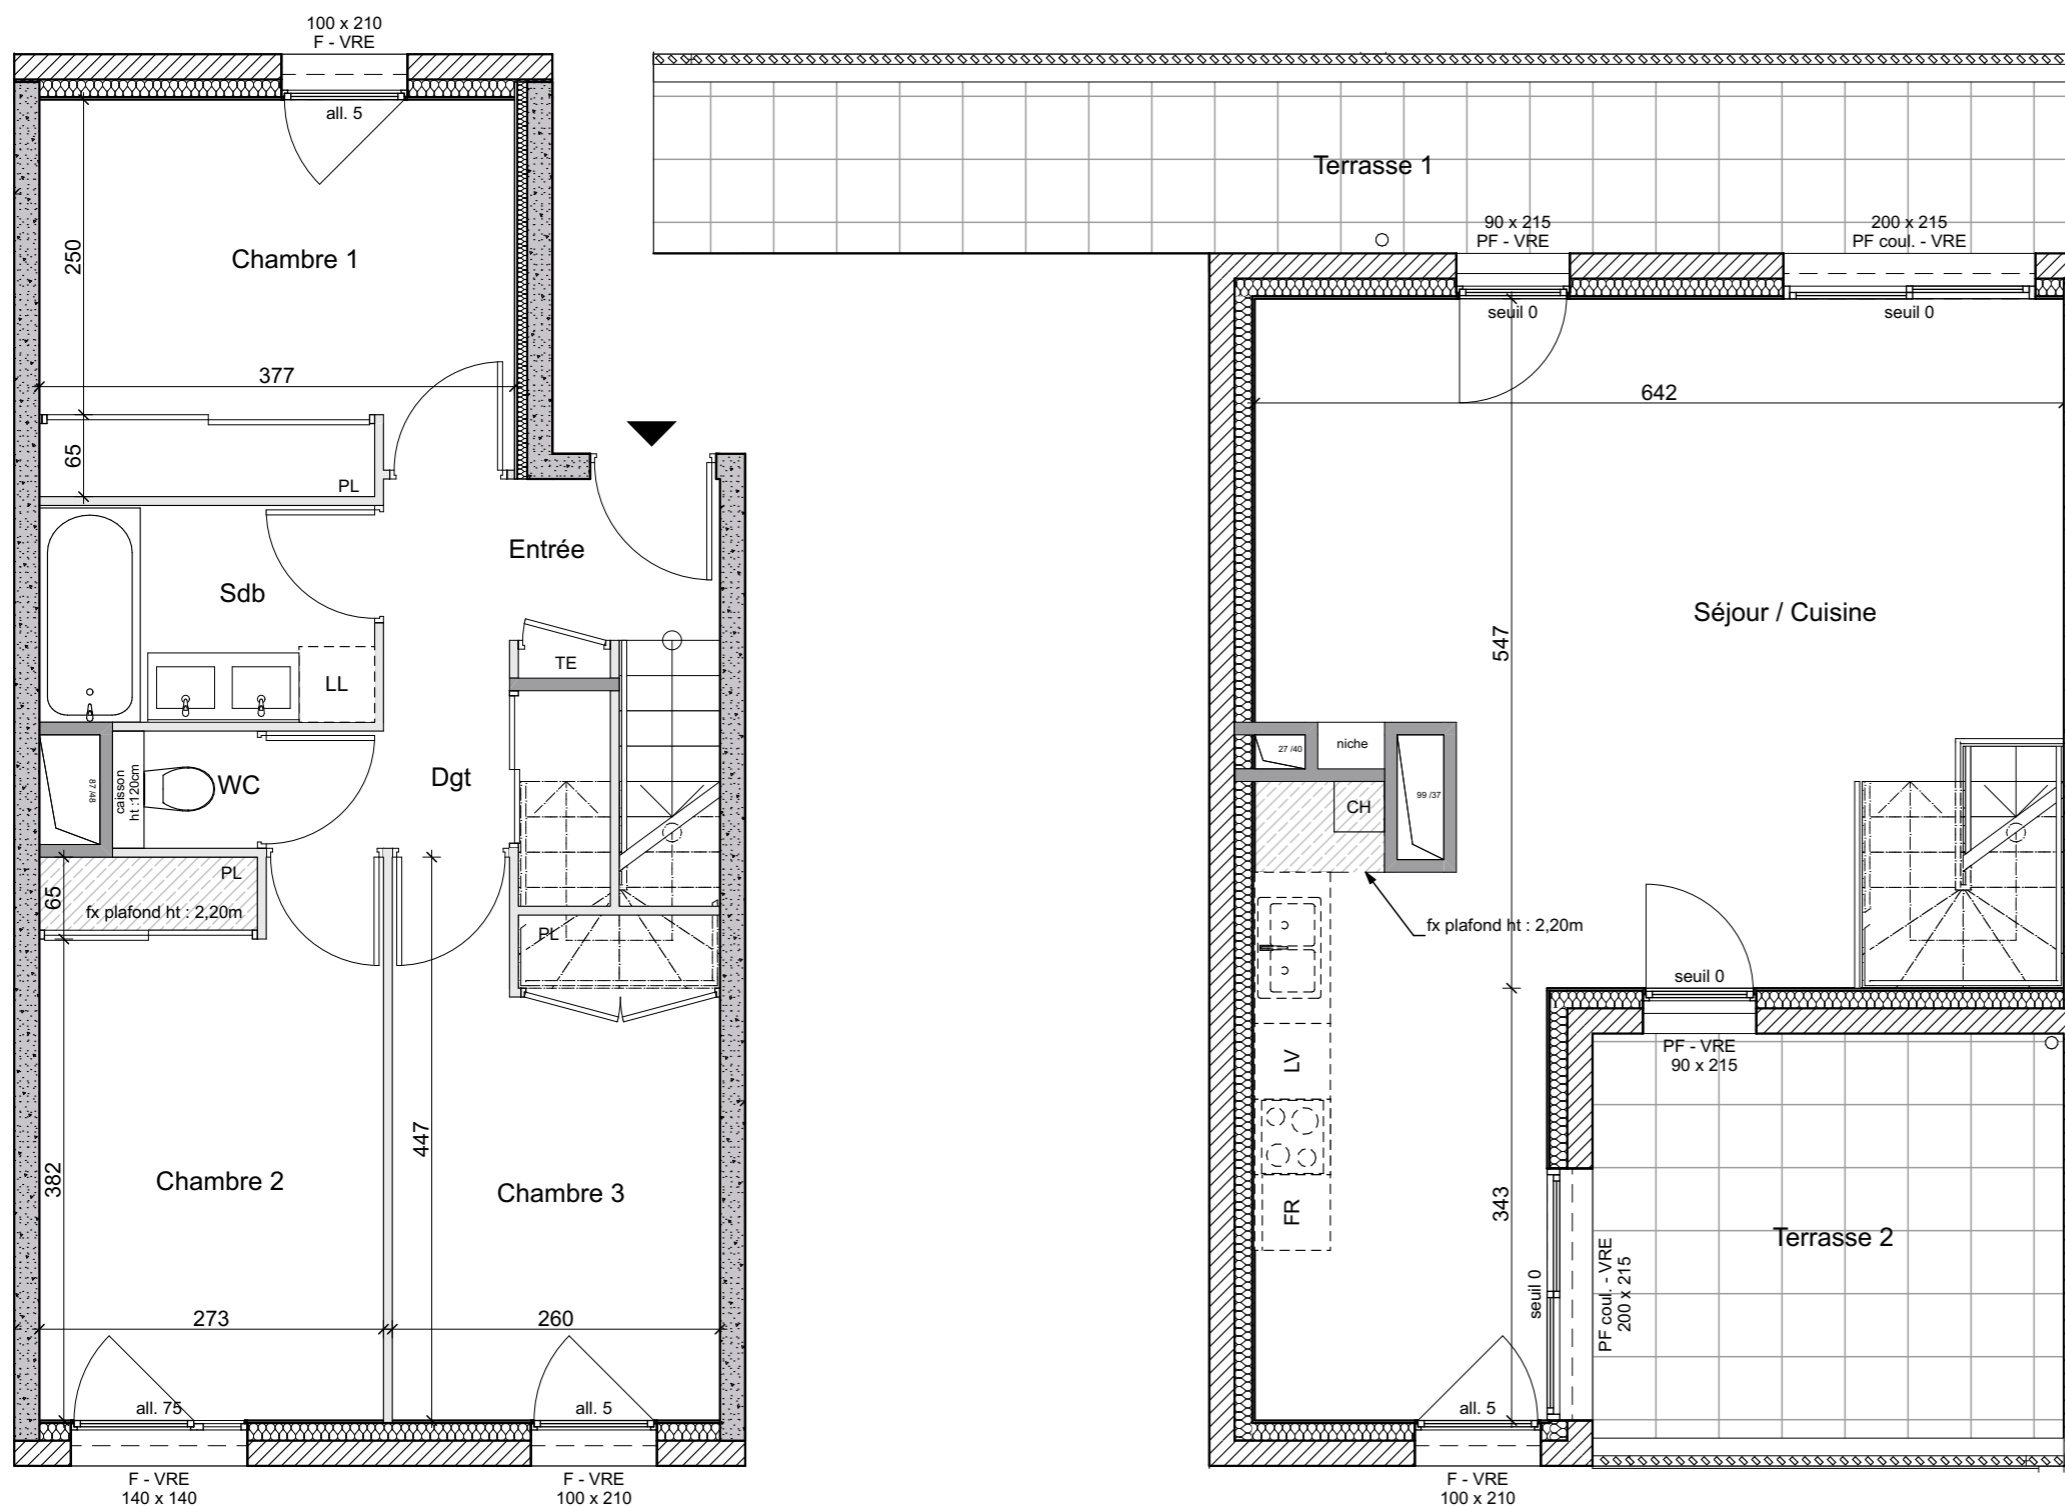 100 x 210
F - VRE
all. 5
Chambre 1
250
377
65
PL
Entrée
Sdb
LL
TE
WC
Dgt
caisson
ht :120cm
87 /48
PL
fx plafond ht : 2,20m
65
PL
382
447
Chambre 2
Chambre 3
273
260
all. 75
all. 5
F - VRE
140 x 140
F - VRE
100 x 210
Terrasse 1
90 x 215
PF - VRE
200 x 215
PF coul. - VRE
seuil 0
seuil 0
642
Séjour / Cuisine
547
27 /40
niche
99 /37
CH
fx plafond ht : 2,20m
seuil 0
PF - VRE
90 x 215
LV
FR
343
Terrasse 2
seuil 0
PF coul. - VRE
200 x 215
all. 5
F - VRE
100 x 210